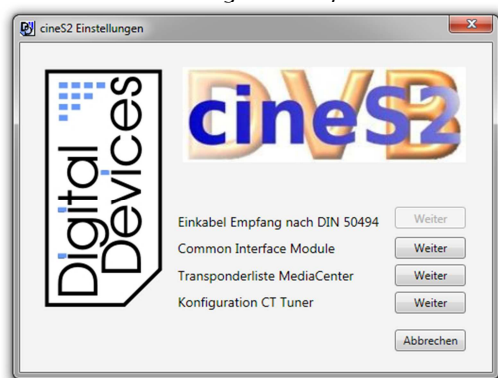 cineS2 Einstellungen
Digital
Devices
DVB
cineS2
Einkabel Empfang nach DIN 50494 Weiter
Common Interface Module Weiter
Transponderliste MediaCenter Weiter
Konfiguration CT Tuner Weiter
Abbrechen